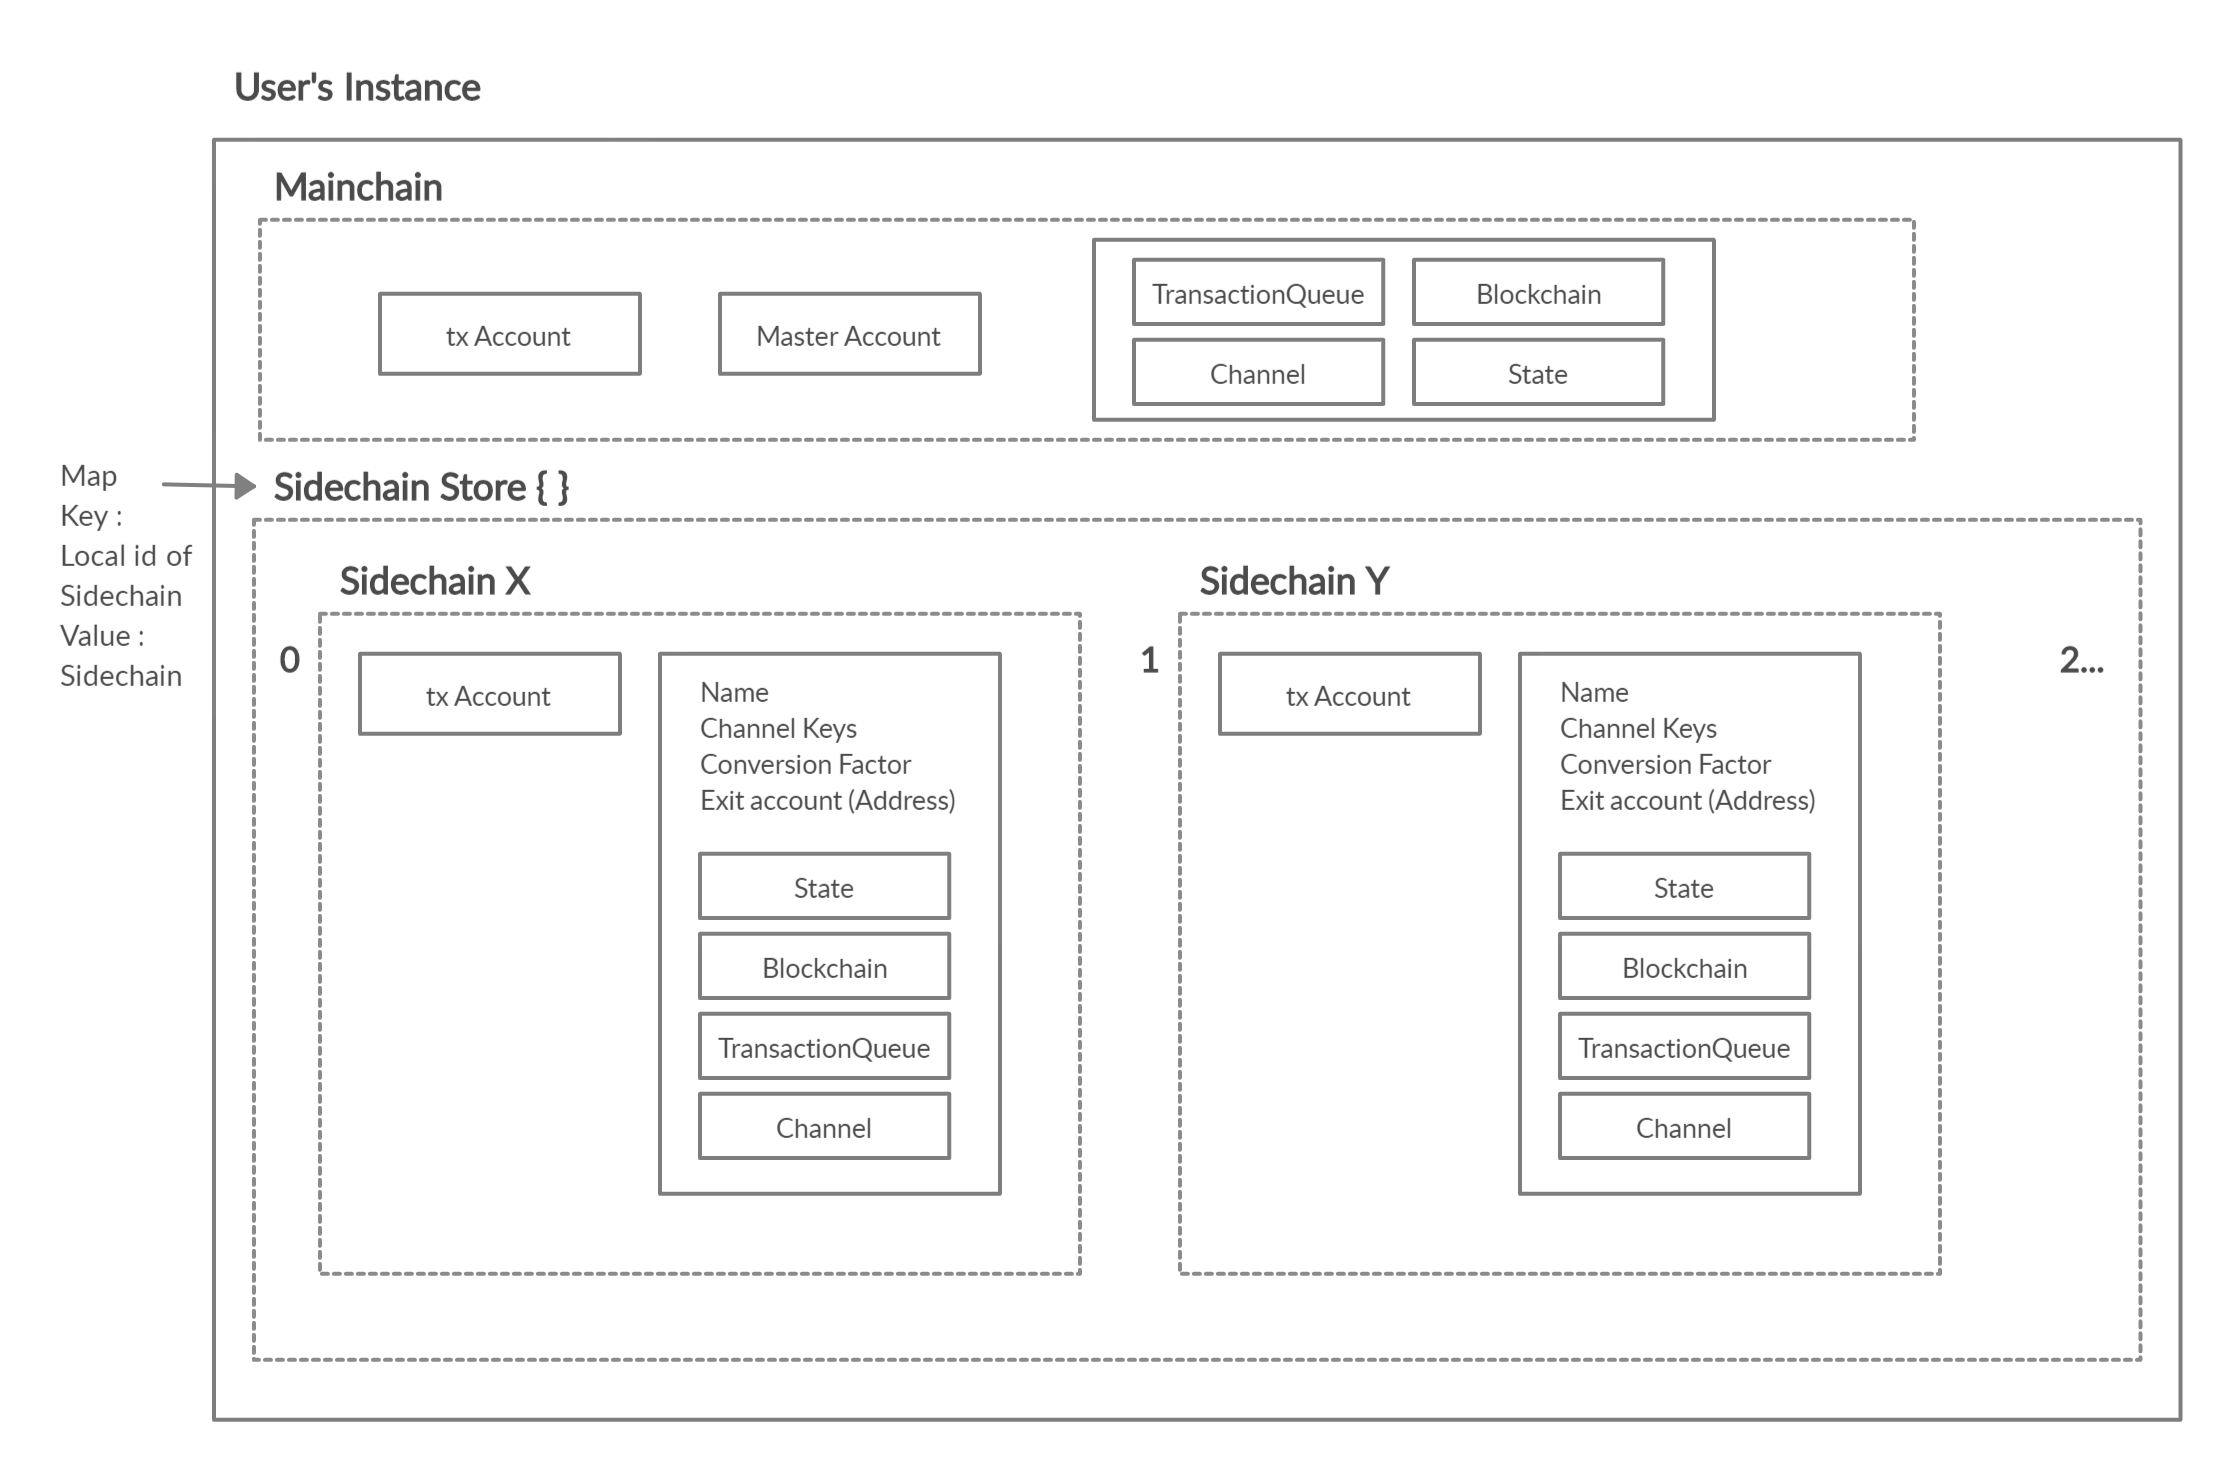 User's Instance
Mainchain
tx Account
Master Account
TransactionQueue
Blockchain
Channel
State
Map
Key :
Local id of
Sidechain
Value :
Sidechain
Sidechain Store { }
0
Sidechain X
tx Account
Name
Channel Keys
Conversion Factor
Exit account (Address)
State
Blockchain
TransactionQueue
Channel
1
Sidechain Y
tx Account
Name
Channel Keys
Conversion Factor
Exit account (Address)
State
Blockchain
TransactionQueue
Channel
2...